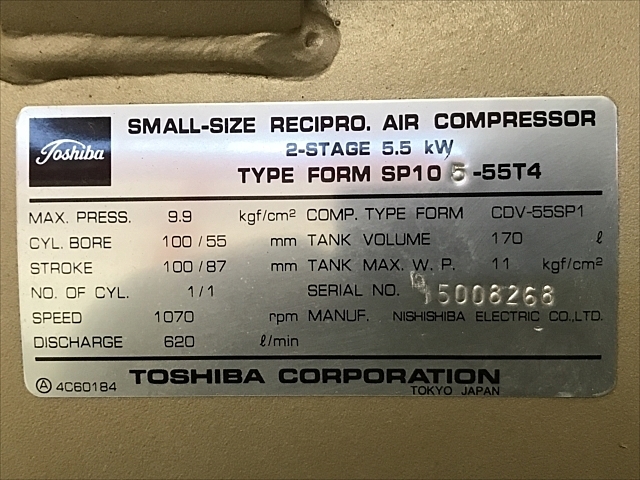 Toshiba
SMALL-SIZE RECIPRO. AIR COMPRESSOR
2-STAGE 5.5 kW
TYPE FORM SP10 5 -55T4
MAX. PRESS. 9.9 kgf/cm² COMP. TYPE FORM CDV-55SP1
CYL. BORE 100/55 mm TANK VOLUME 170 ℓ
STROKE 100/87 mm TANK MAX. W. P. 11 kgf/cm²
NO. OF CYL. 1/1 SERIAL NO. 15008268
SPEED 1070 rpm MANUF. NISHISHIBA ELECTRIC CO.,LTD.
DISCHARGE 620 ℓ/min
Ⓐ 4C60184 TOSHIBA CORPORATION
TOKYO JAPAN